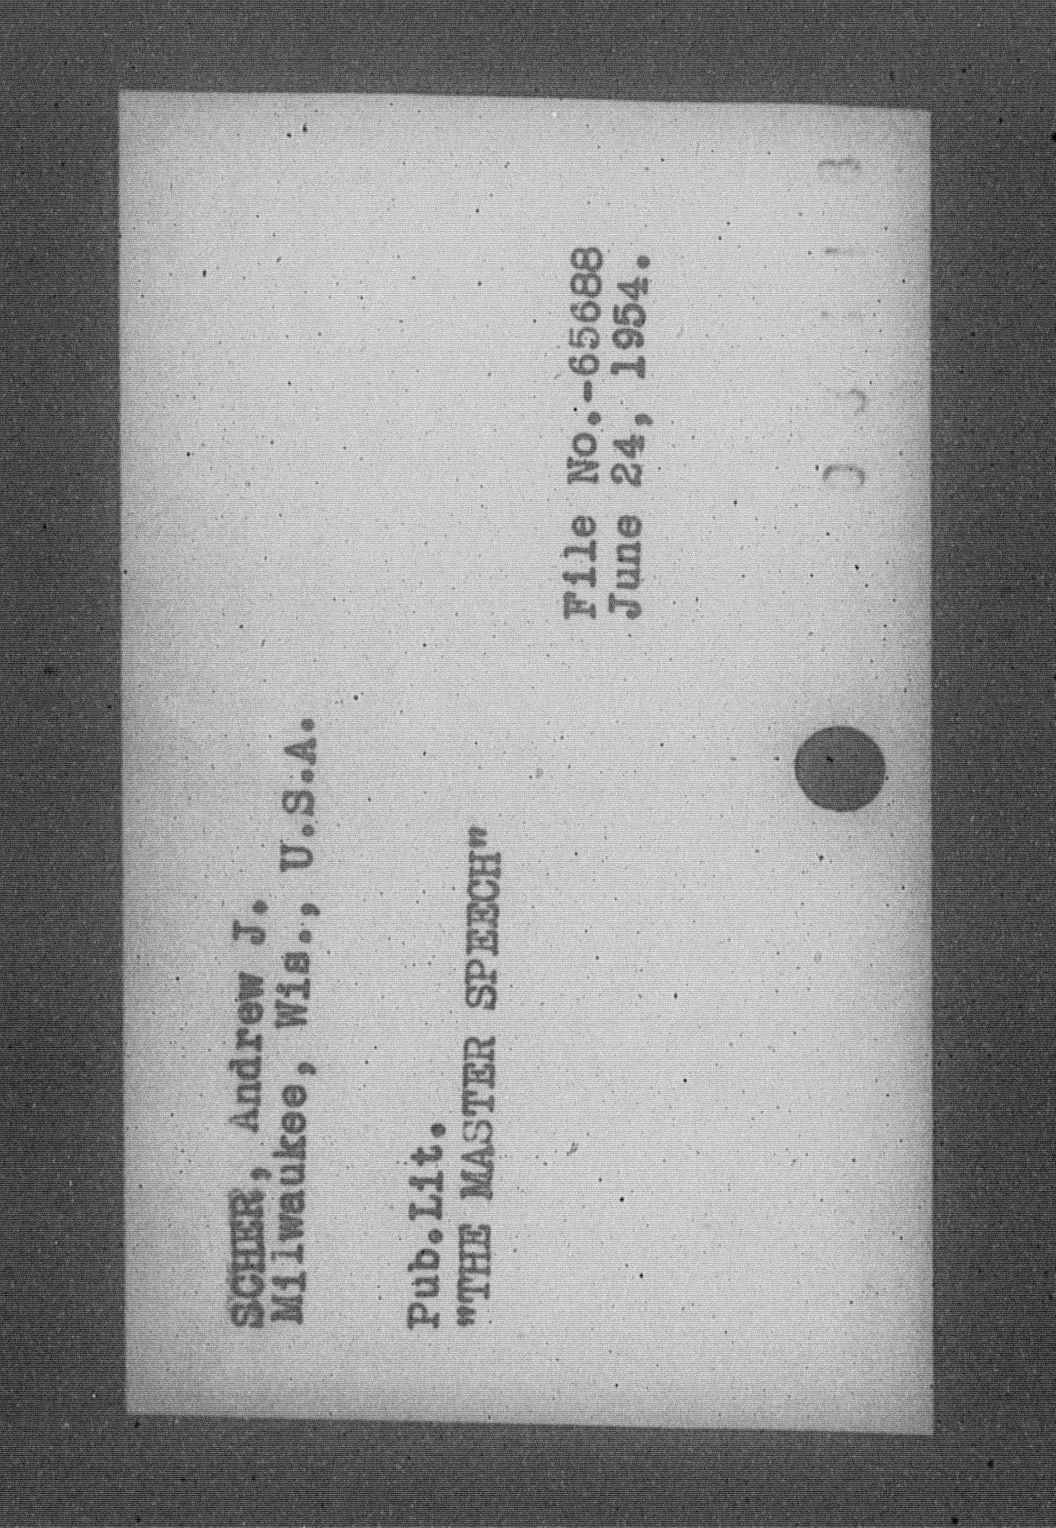 SCHER, Andrew J.
Milwaukee, Wis., U.S.A.
Pub.Lit.
"THE MASTER SPEECH"
File No.-65688
June 24, 1954.